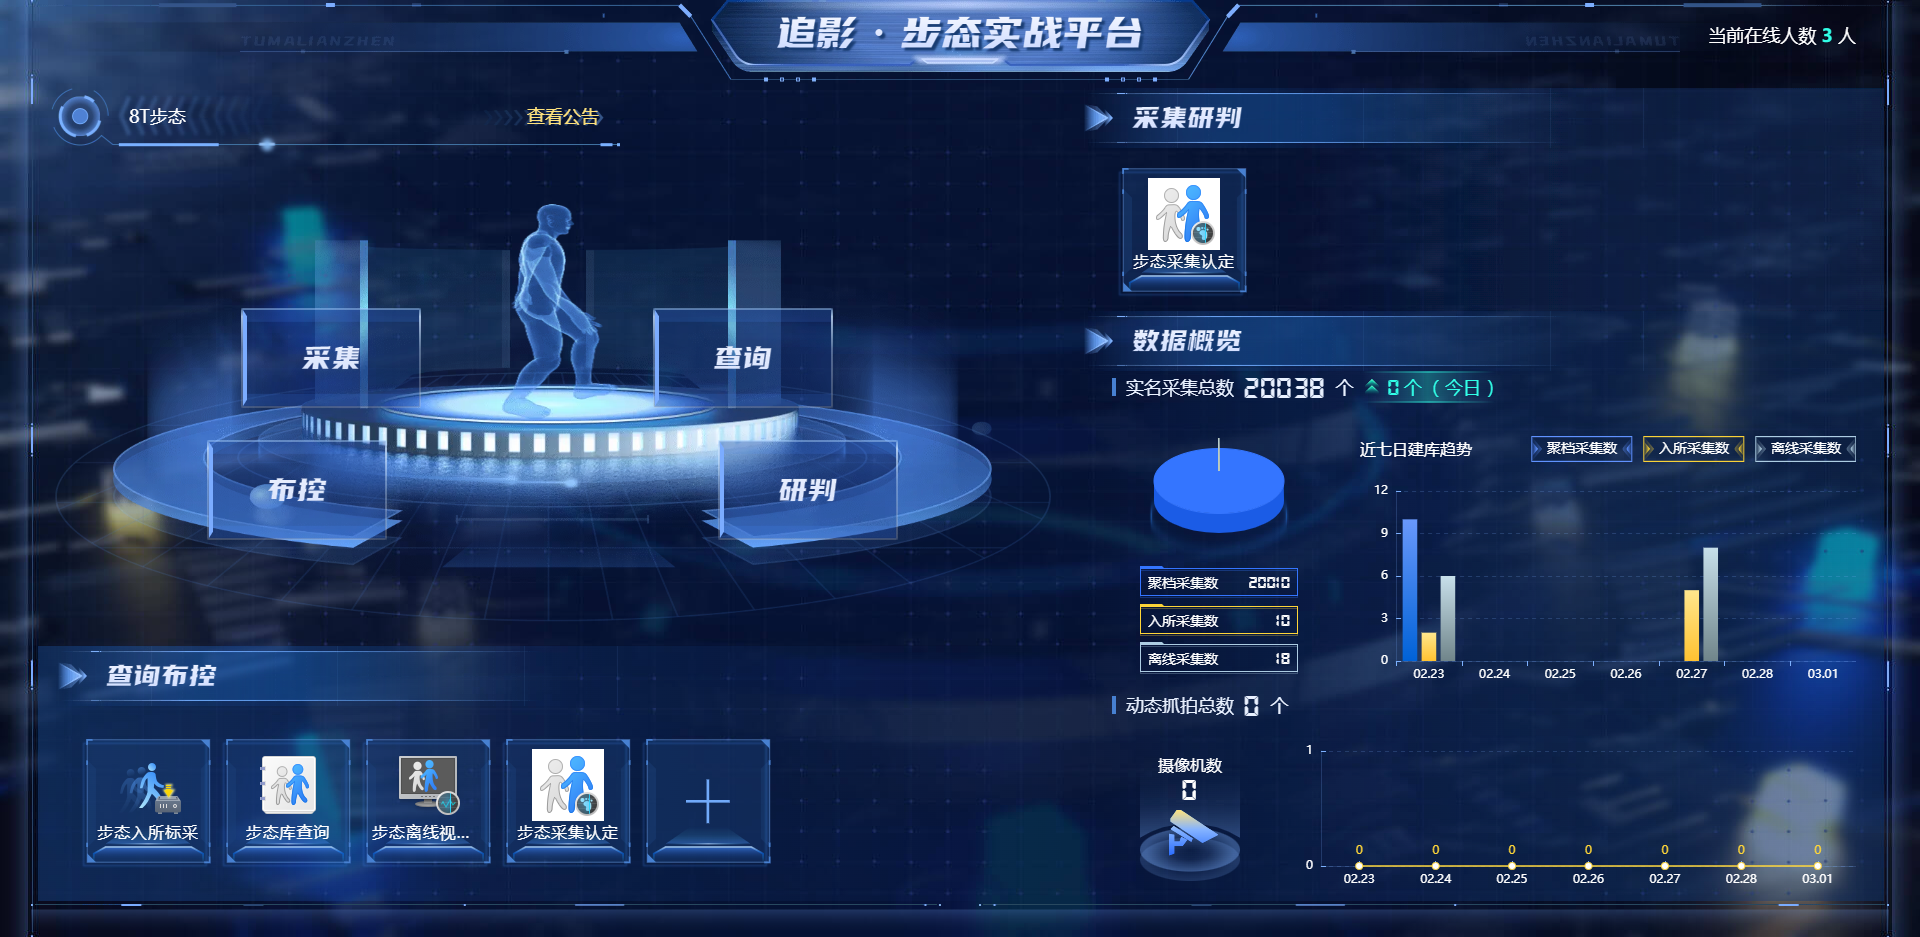 追影·步态实战平台
TUMALIANZHEN
当前在线人数 3 人
8T步态
查看公告
采集
查询
布控
研判
采集研判
步态采集认定
数据概览
实名采集总数 20038 个 0个（今日）
近七日建库趋势
聚档采集数 入所采集数 离线采集数
12
9
6
3
0
02.23 02.24 02.25 02.26 02.27 02.28 03.01
聚档采集数 20010
入所采集数 10
离线采集数 18
动态抓拍总数 0 个
摄像机数
0
1
0
0 0 0 0 0 0 0
02.23 02.24 02.25 02.26 02.27 02.28 03.01
查询布控
步态入所标采
步态库查询
步态离线视...
步态采集认定